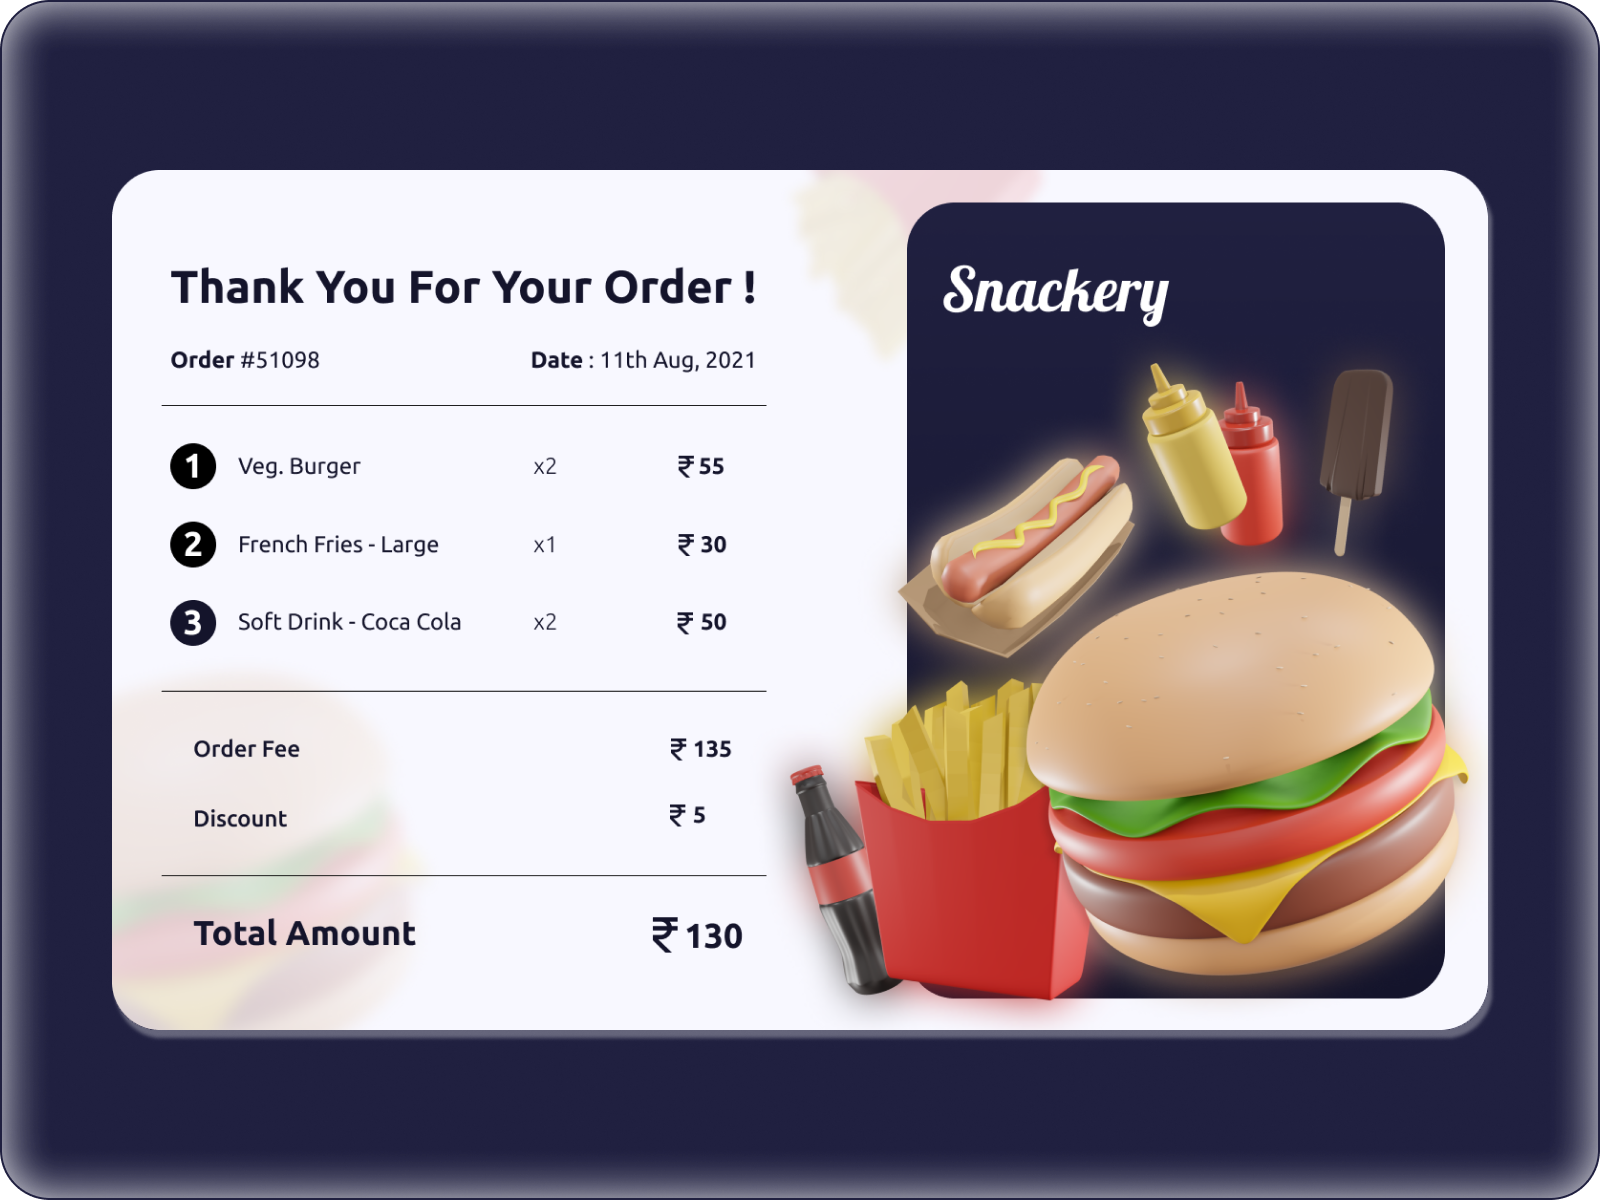 Thank You For Your Order !
Order #51098 Date : 11th Aug, 2021
1 Veg. Burger x2 ₹ 55
2 French Fries - Large x1 ₹ 30
3 Soft Drink - Coca Cola x2 ₹ 50
Order Fee ₹ 135
Discount ₹ 5
Total Amount ₹ 130
Snackery